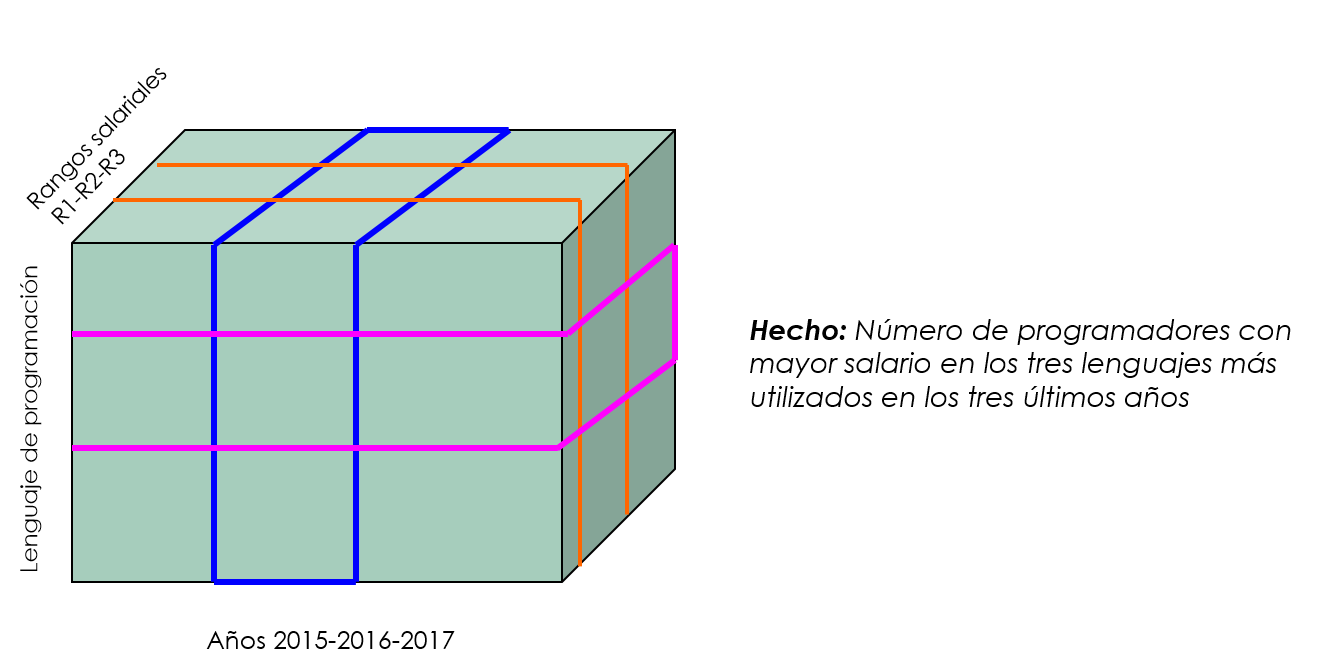 Rangos salariales
R1-R2-R3
Lenguaje de programación
Años 2015-2016-2017
Hecho: Número de programadores con
mayor salario en los tres lenguajes más
utilizados en los tres últimos años